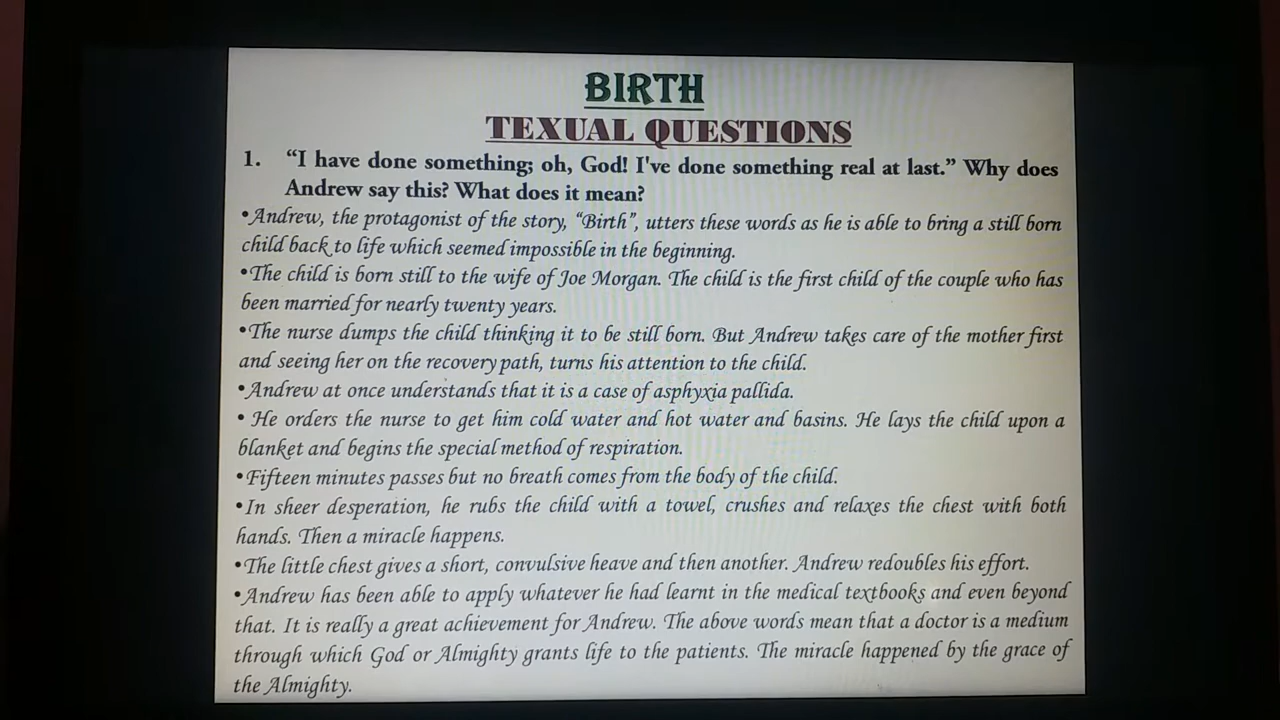 BIRTH
TEXUAL QUESTIONS
1. “I have done something; oh, God! I've done something real at last.” Why does
Andrew say this? What does it mean?
•Andrew, the protagonist of the story, “Birth”, utters these words as he is able to bring a still born
child back to life which seemed impossible in the beginning.
•The child is born still to the wife of Joe Morgan. The child is the first child of the couple who has
been married for nearly twenty years.
•The nurse dumps the child thinking it to be still born. But Andrew takes care of the mother first
and seeing her on the recovery path, turns his attention to the child.
•Andrew at once understands that it is a case of asphyxia pallida.
• He orders the nurse to get him cold water and hot water and basins. He lays the child upon a
blanket and begins the special method of respiration.
•Fifteen minutes passes but no breath comes from the body of the child.
•In sheer desperation, he rubs the child with a towel, crushes and relaxes the chest with both
hands. Then a miracle happens.
•The little chest gives a short, convulsive heave and then another. Andrew redoubles his effort.
•Andrew has been able to apply whatever he had learnt in the medical textbooks and even beyond
that. It is really a great achievement for Andrew. The above words mean that a doctor is a medium
through which God or Almighty grants life to the patients. The miracle happened by the grace of
the Almighty.